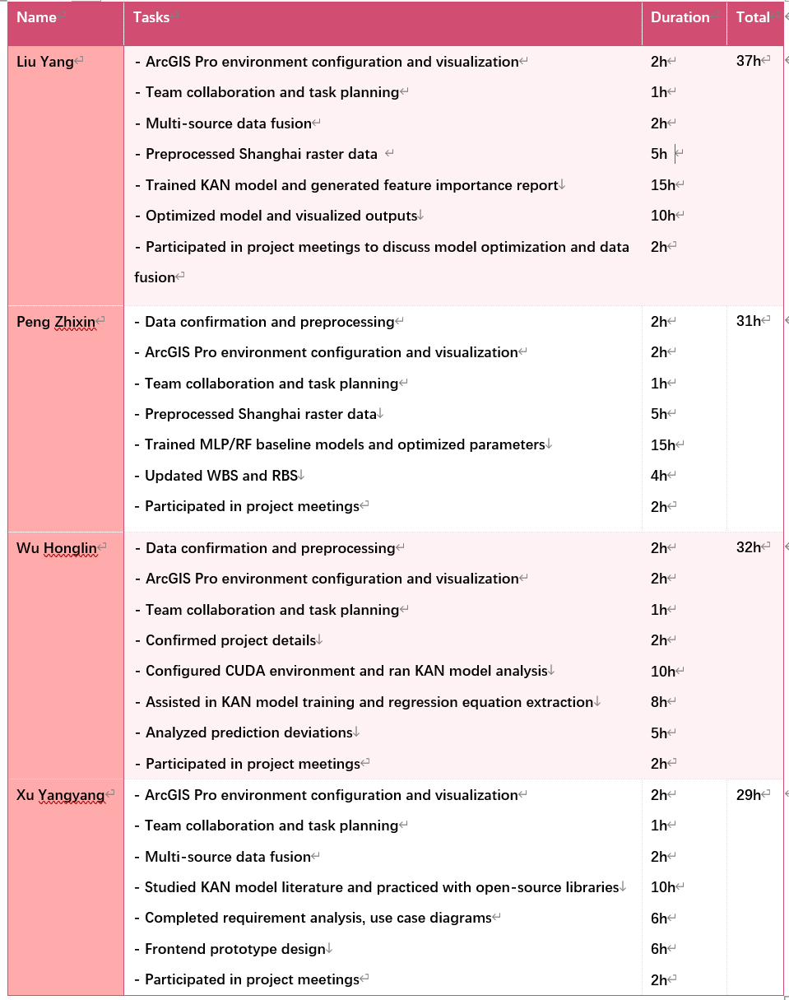 Name Tasks Duration Total
Liu Yang - ArcGIS Pro environment configuration and visualization 2h 37h
- Team collaboration and task planning 1h
- Multi-source data fusion 2h
- Preprocessed Shanghai raster data 5h
- Trained KAN model and generated feature importance report 15h
- Optimized model and visualized outputs 10h
- Participated in project meetings to discuss model optimization and data 2h
fusion
Peng Zhixin - Data confirmation and preprocessing 2h 31h
- ArcGIS Pro environment configuration and visualization 2h
- Team collaboration and task planning 1h
- Preprocessed Shanghai raster data 5h
- Trained MLP/RF baseline models and optimized parameters 15h
- Updated WBS and RBS 4h
- Participated in project meetings 2h
Wu Honglin - Data confirmation and preprocessing 2h 32h
- ArcGIS Pro environment configuration and visualization 2h
- Team collaboration and task planning 1h
- Confirmed project details 2h
- Configured CUDA environment and ran KAN model analysis 10h
- Assisted in KAN model training and regression equation extraction 8h
- Analyzed prediction deviations 5h
- Participated in project meetings 2h
Xu Yangyang - ArcGIS Pro environment configuration and visualization 2h 29h
- Team collaboration and task planning 1h
- Multi-source data fusion 2h
- Studied KAN model literature and practiced with open-source libraries 10h
- Completed requirement analysis, use case diagrams 6h
- Frontend prototype design 6h
- Participated in project meetings 2h